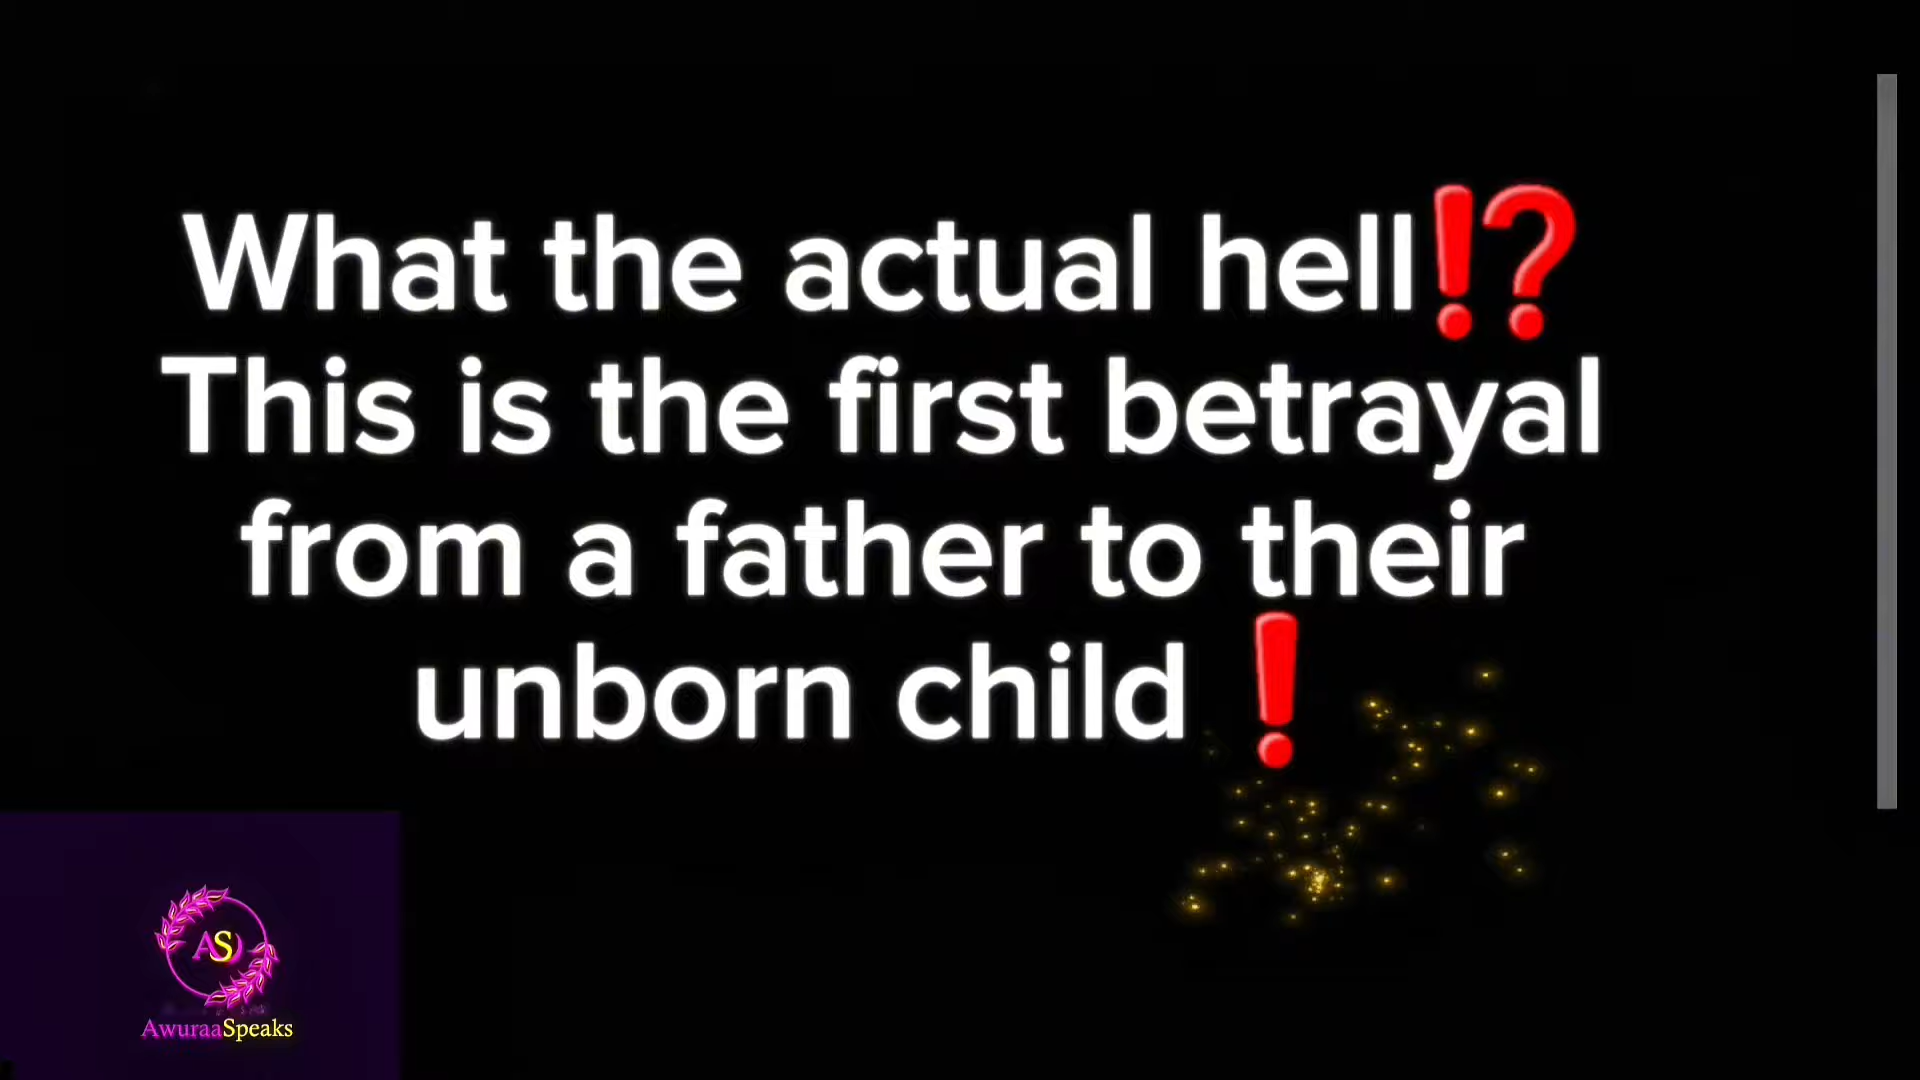 What the actual hell⁉️
This is the first betrayal
from a father to their
unborn child❗
AS
AwuraaSpeaks